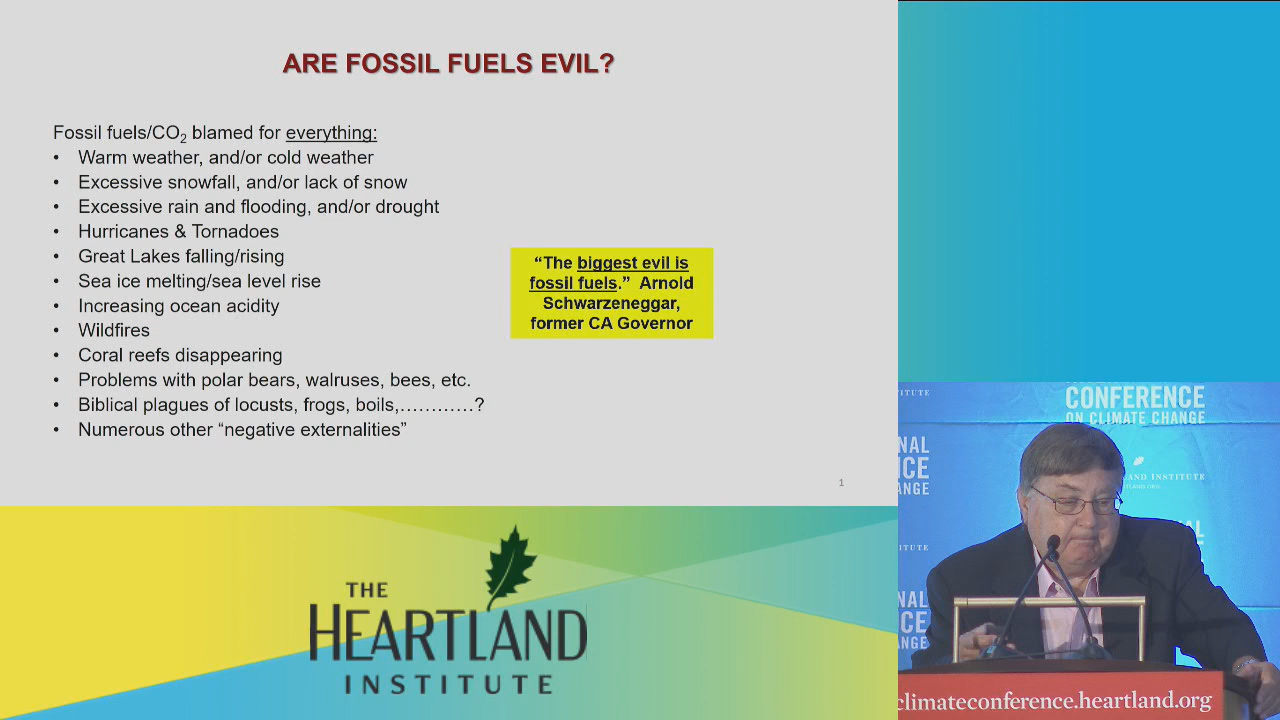 ARE FOSSIL FUELS EVIL?
Fossil fuels/CO2 blamed for everything:
• Warm weather, and/or cold weather
• Excessive snowfall, and/or lack of snow
• Excessive rain and flooding, and/or drought
• Hurricanes & Tornadoes
• Great Lakes falling/rising
• Sea ice melting/sea level rise
• Increasing ocean acidity
• Wildfires
• Coral reefs disappearing
• Problems with polar bears, walruses, bees, etc.
• Biblical plagues of locusts, frogs, boils,…………?
• Numerous other “negative externalities”
“The biggest evil is
fossil fuels.” Arnold
Schwarzeneggar,
former CA Governor
1
THE
HEARTLAND
INSTITUTE
CONFERENCE
ON CLIMATE CHANGE
climateconference.heartland.org